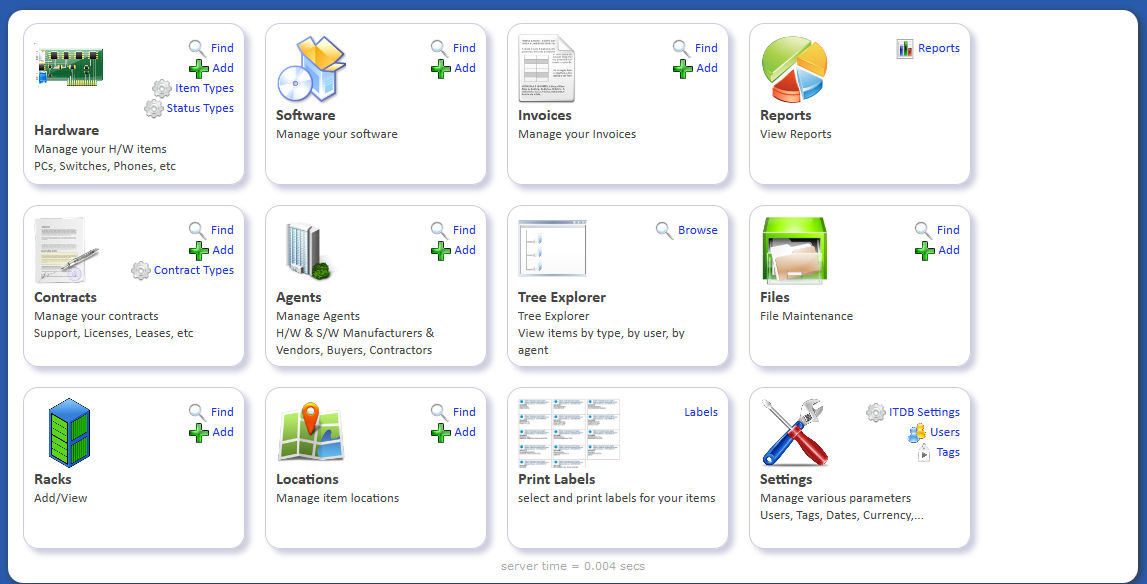 Find
Add
Item Types
Status Types
Hardware
Manage your H/W items
PCs, Switches, Phones, etc
Find
Add
Software
Manage your software
Find
Add
Invoices
Manage your Invoices
Reports
Reports
View Reports
Find
Add
Contract Types
Contracts
Manage your contracts
Support, Licenses, Leases, etc
Find
Add
Agents
Manage Agents
H/W & S/W Manufacturers &
Vendors, Buyers, Contractors
Browse
Tree Explorer
Tree Explorer
View items by type, by user, by
agent
Find
Add
Files
File Maintenance
Find
Add
Racks
Add/View
Find
Add
Locations
Manage item locations
Labels
Print Labels
select and print labels for your items
ITDB Settings
Users
Tags
Settings
Manage various parameters
Users, Tags, Dates, Currency,...
server time = 0.004 secs